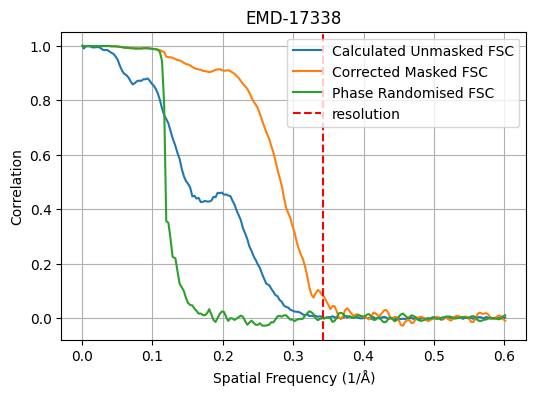 EMD-17338
Calculated Unmasked FSC
Corrected Masked FSC
Phase Randomised FSC
resolution
Correlation
1.0
0.8
0.6
0.4
0.2
0.0
0.0 0.1 0.2 0.3 0.4 0.5 0.6
Spatial Frequency (1/Å)